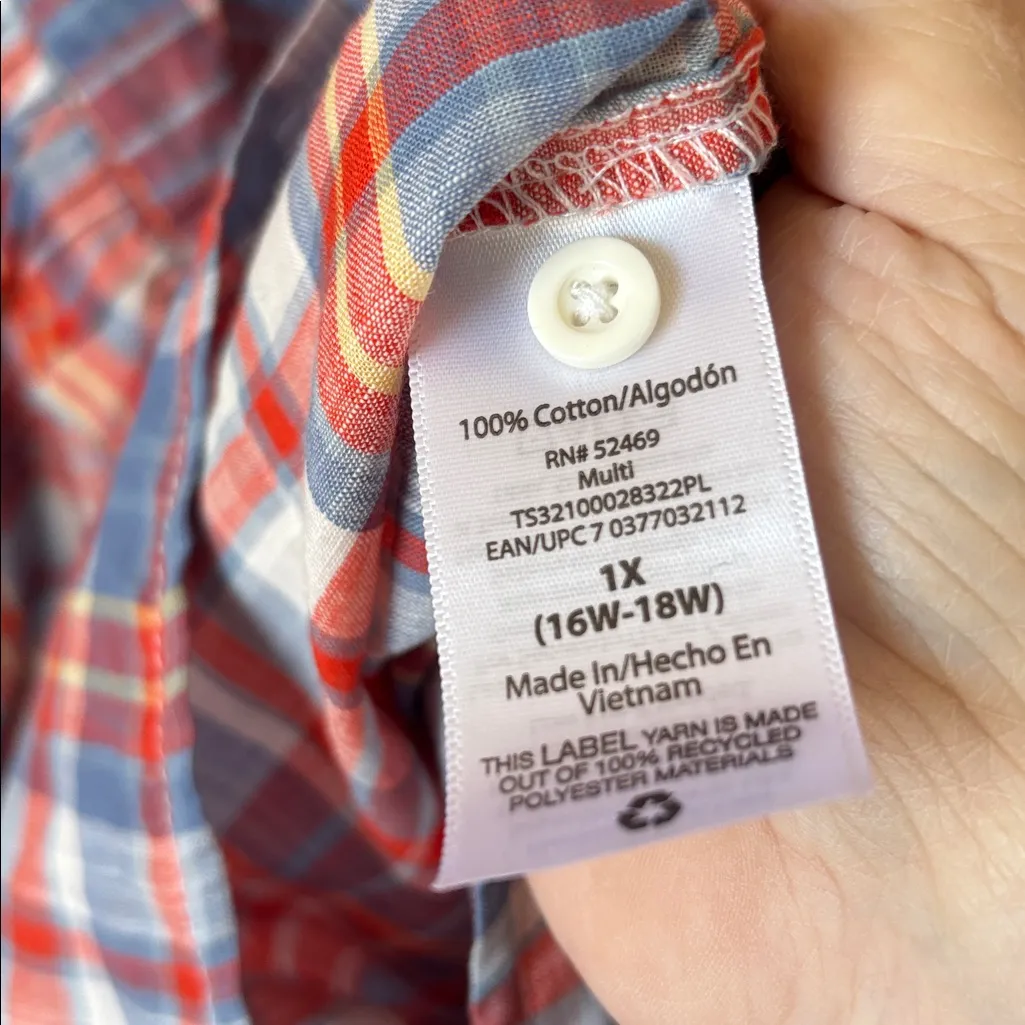 100% Cotton/Algodón
RN# 52469
Multi
TS32100028322PL
EAN/UPC 7 0377032112
1X
(16W-18W)
Made In/Hecho En
Vietnam
THIS LABEL YARN IS MADE
OUT OF 100% RECYCLED
POLYESTER MATERIALS